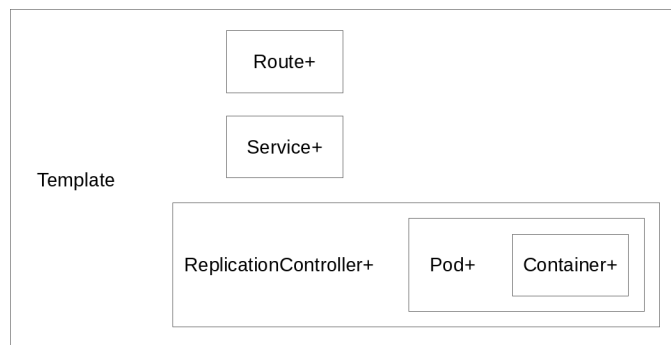 Route+
Service+
Template
ReplicationController+ Pod+ Container+